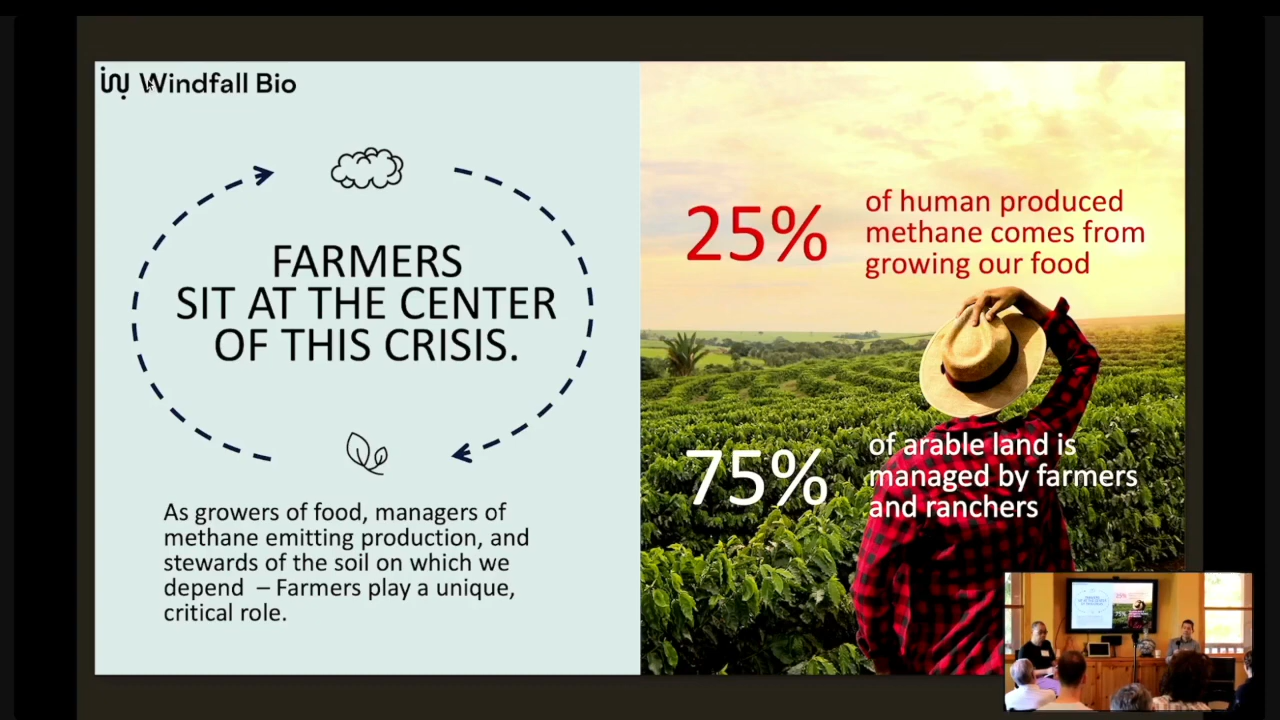 Windfall Bio
FARMERS
SIT AT THE CENTER
OF THIS CRISIS.
As growers of food, managers of
methane emitting production, and
stewards of the soil on which we
depend – Farmers play a unique,
critical role.
25%
of human produced
methane comes from
growing our food
75%
of arable land is
managed by farmers
and ranchers